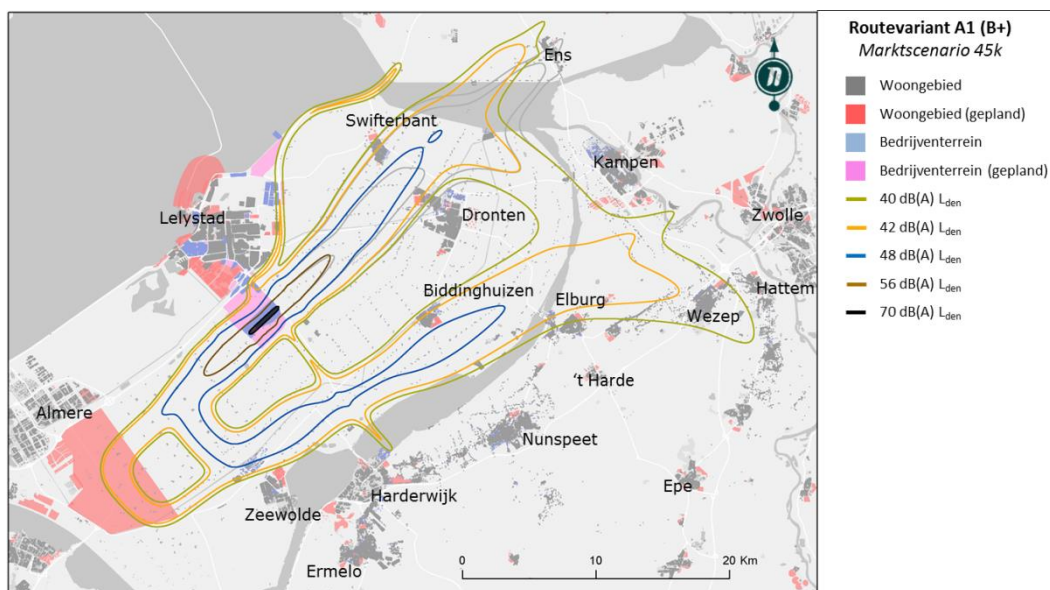 Routevariant A1 (B+)
Marktscenario 45k
Woongebied
Woongebied (gepland)
Bedrijventerrein
Bedrijventerrein (gepland)
40 dB(A) Lden
42 dB(A) Lden
48 dB(A) Lden
56 dB(A) Lden
70 dB(A) Lden
Ens
Swifterbant
Kampen
Lelystad
Dronten
Zwolle
Biddinghuizen
Elburg
Hattem
Wezep
't Harde
Almere
Nunspeet
Epe
Harderwijk
Zeewolde
Ermelo
0 10 20 Km